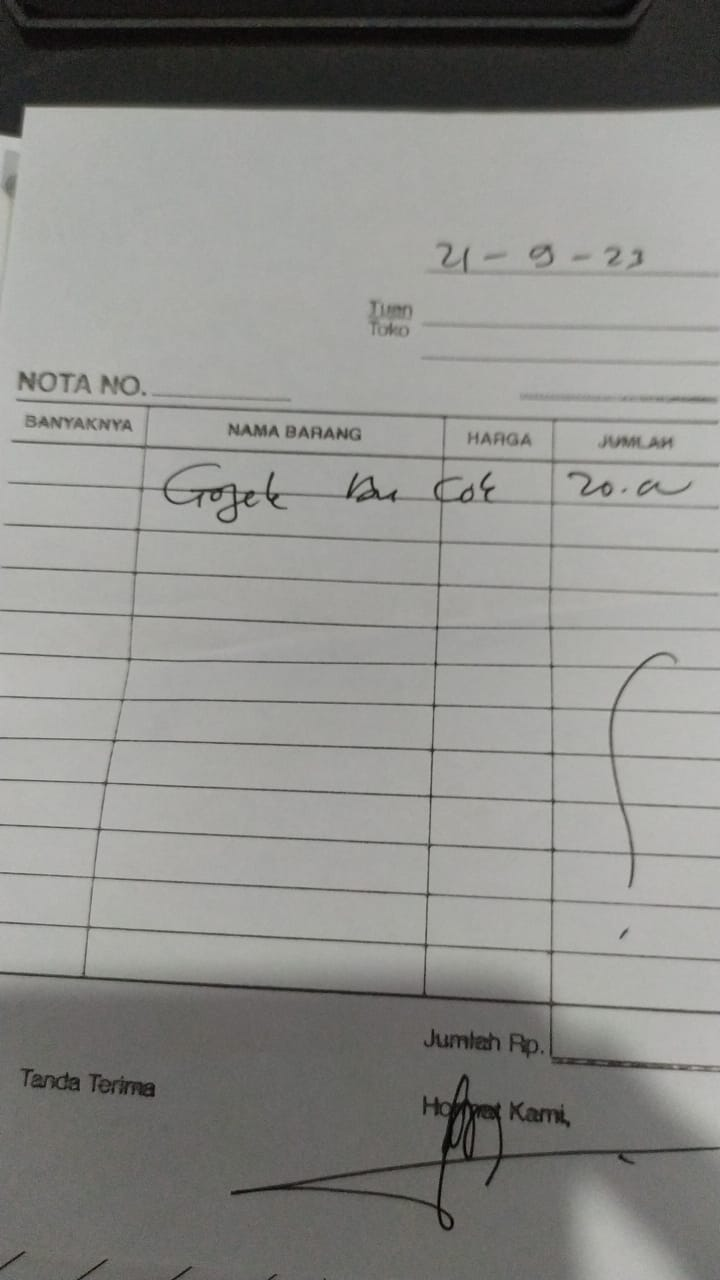 21 - 9 - 23
Tuan
Toko
NOTA NO.
BANYAKNYA NAMA BARANG HARGA JUMLAH
Gojek 20.
Jumlah Rp.
Tanda Terima
Hormat Kami,